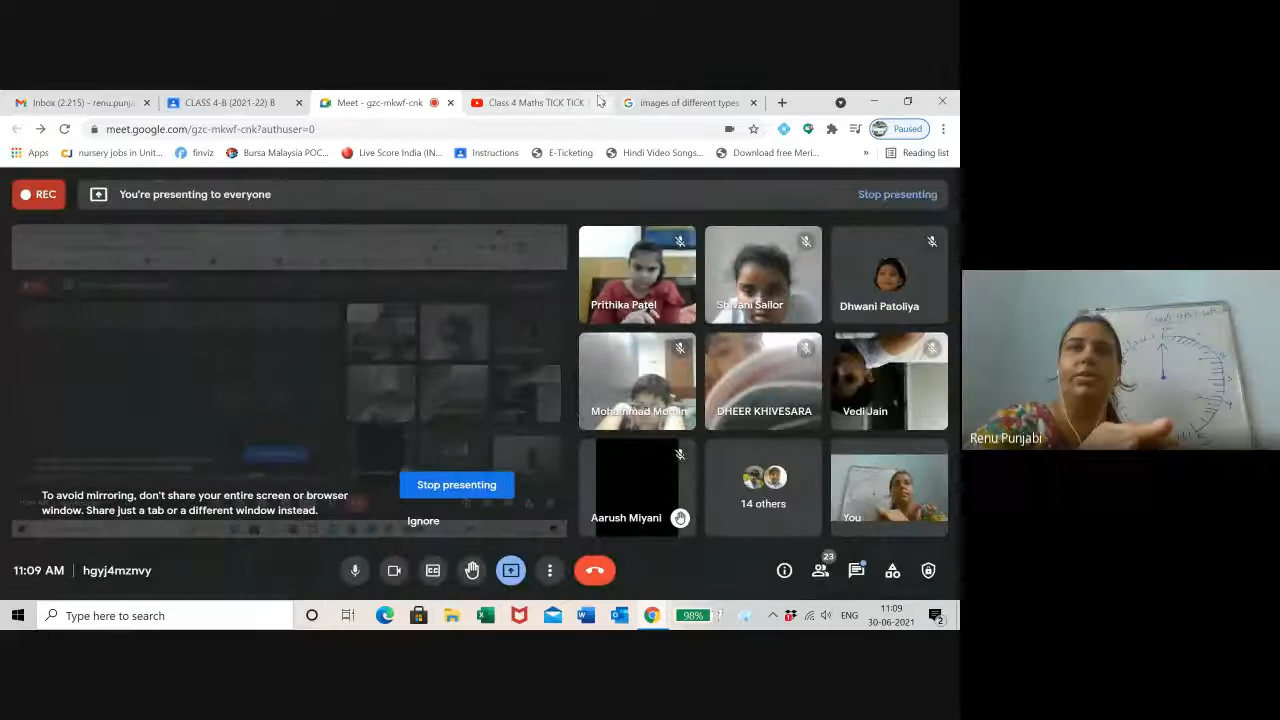 Inbox (2,215) - renu.punja
CLASS 4-B (2021-22) B
Meet - gzc-mkwf-cnk
Class 4 Maths TICK TICK
images of different types
meet.google.com/gzc-mkwf-cnk?authuser=0
Paused
Apps
nursery jobs in Unit...
finviz
Bursa Malaysia POC...
Live Score India (IN...
Instructions
E-Ticketing
Hindi Video Songs...
Download free Meri...
»
Reading list
REC
You're presenting to everyone
Stop presenting
Prithika Patel
Shivani Sailor
Dhwani Patoliya
Mohammad Momin
DHEER KHIVESARA
Vedi Jain
To avoid mirroring, don't share your entire screen or browser
window. Share just a tab or a different window instead.
Stop presenting
Ignore
Aarush Miyani
14 others
You
Renu Punjabi
11:09 AM | hgyj4mznvy
23
Type here to search
98%
ENG
11:09
30-06-2021
2